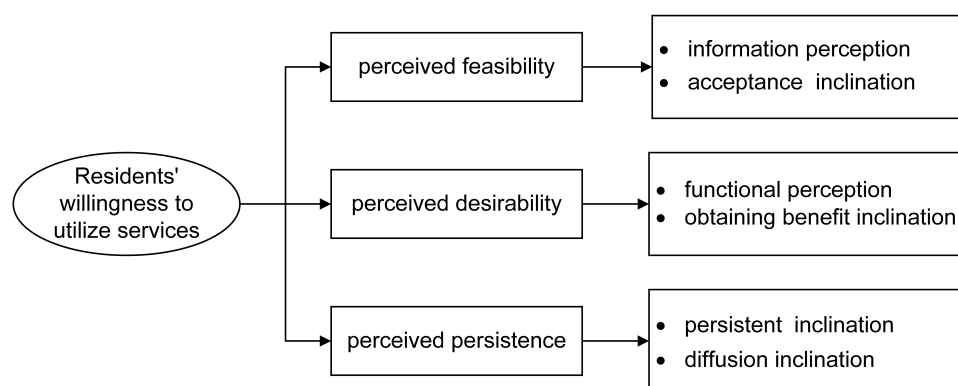 Residents'
willingness to
utilize services
perceived feasibility
• information perception
• acceptance inclination
perceived desirability
• functional perception
• obtaining benefit inclination
perceived persistence
• persistent inclination
• diffusion inclination